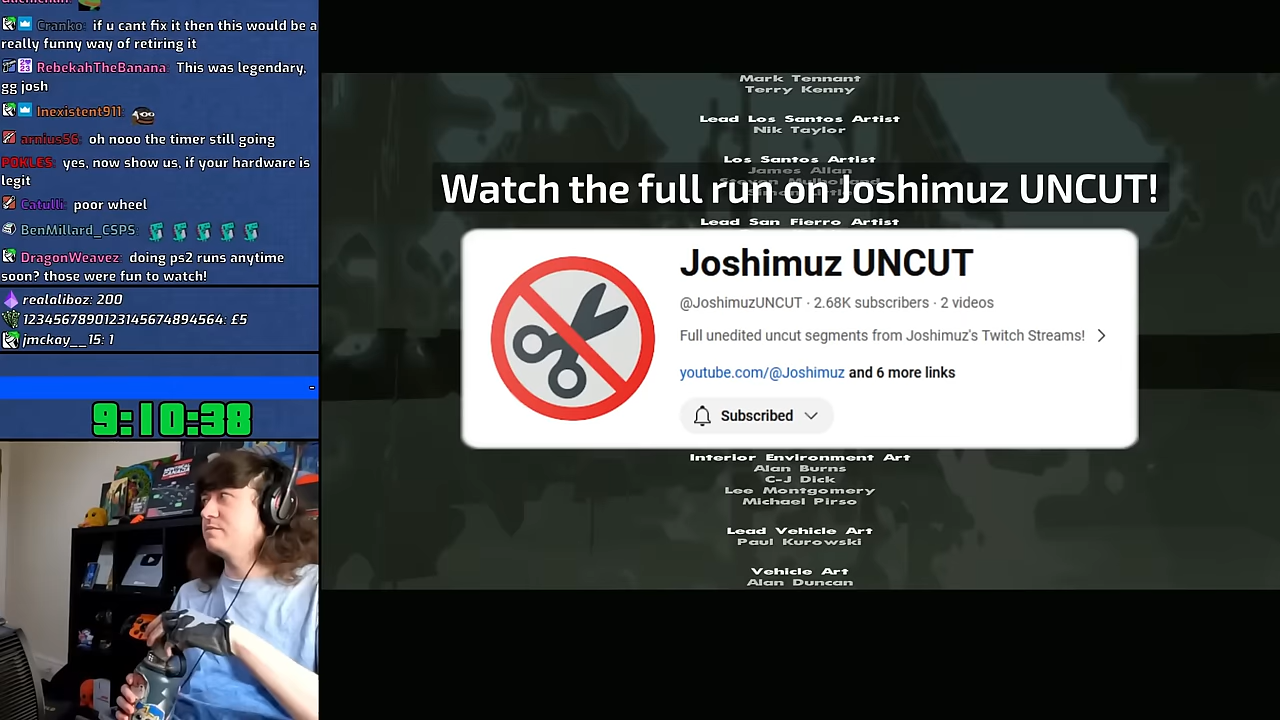 Cranko: if u cant fix it then this would be a
really funny way of retiring it
RebekahTheBanana: This was legendary,
gg josh
Inexistent911:
arnius56: oh nooo the timer still going
POKLES: yes, now show us, if your hardware is
legit
Catulli: poor wheel
BenMillard_CSPS:
DragonWeavez: doing ps2 runs anytime
soon? those were fun to watch!
realaliboz: 200
1234567890123145674894564: £5
jmckay__15: 1
-
9:10:38
Mark Tennant
Terry Kenny
Lead Los Santos Artist
Nik Taylor
Los Santos Artist
James Allan
Watch the full run on Joshimuz UNCUT!
Lead San Fierro Artist
Joshimuz UNCUT
@JoshimuzUNCUT · 2.68K subscribers · 2 videos
Full unedited uncut segments from Joshimuz's Twitch Streams!
youtube.com/@Joshimuz and 6 more links
Subscribed
Interior Environment Art
Alan Burns
C-J Dick
Lee Montgomery
Michael Pirso
Lead Vehicle Art
Paul Kurowski
Vehicle Art
Alan Duncan